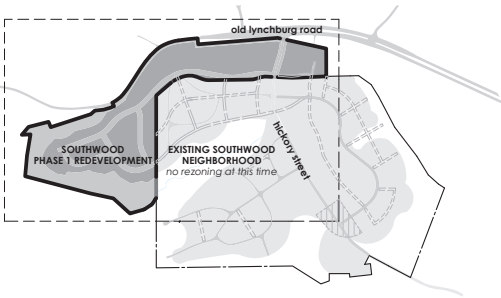 old lynchburg road
SOUTHWOOD
PHASE 1 REDEVELOPMENT
EXISTING SOUTHWOOD
NEIGHBORHOOD
no rezoning at this time
hickory street